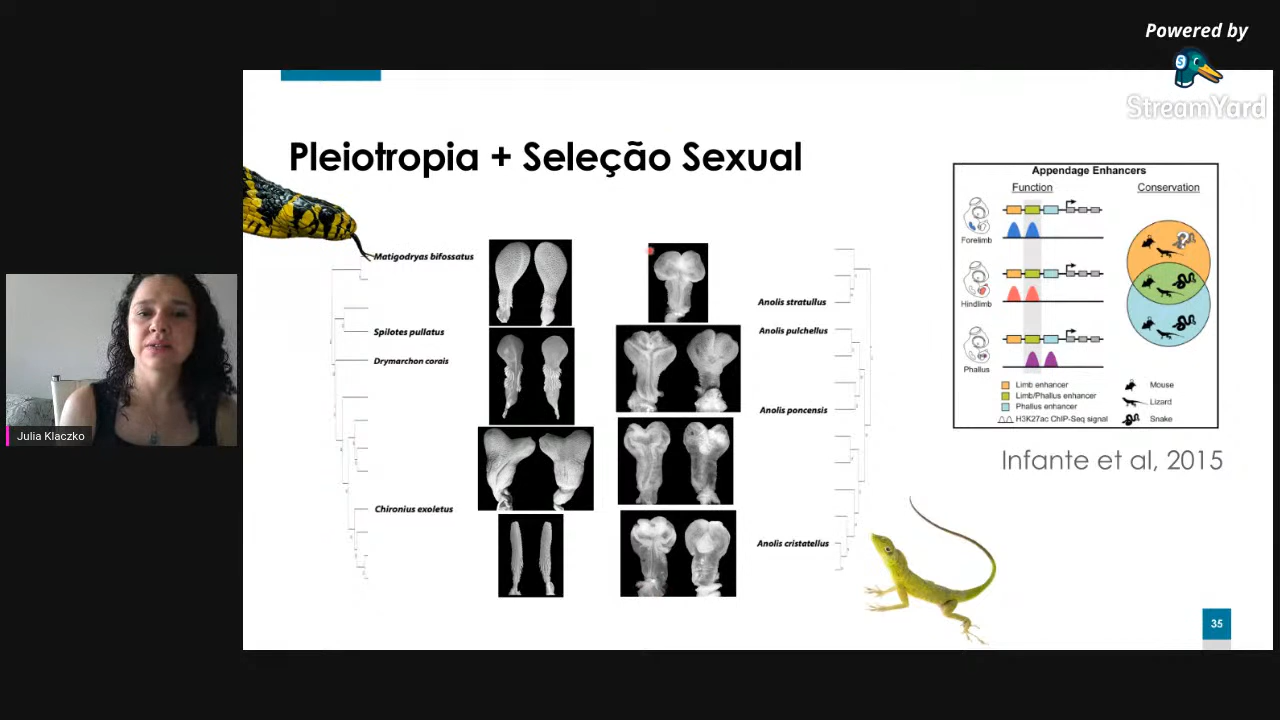 Powered by
StreamYard
Pleiotropia + Seleção Sexual
Matigodryas bifossatus
Spilotes pullatus
Drymarchon corais
Chironius exoletus
Anolis stratullus
Anolis pulchellus
Anolis poncensis
Anolis cristatellus
Appendage Enhancers
Function
Conservation
Forelimb
Hindlimb
Phallus
Limb enhancer
Limb/Phallus enhancer
Phallus enhancer
H3K27ac ChIP-Seq signal
Mouse
Lizard
Snake
Infante et al, 2015
35
Julia Klaczko